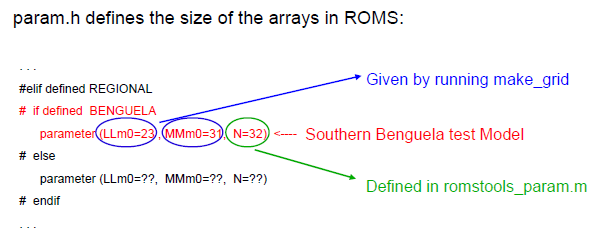 param.h defines the size of the arrays in ROMS:
. . .
#elif defined REGIONAL
Given by running make_grid
# if defined BENGUELA
parameter (LLm0=23, MMm0=31, N=32) <---- Southern Benguela test Model
# else
parameter (LLm0=??, MMm0=??, N=??)
Defined in romstools_param.m
# endif
. . .